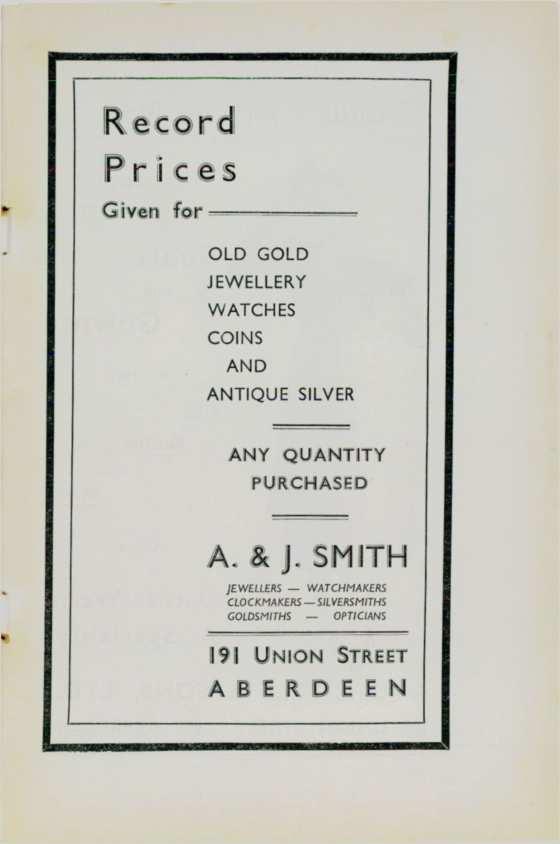 Record
Prices
Given for
OLD GOLD
JEWELLERY
WATCHES
COINS
AND
ANTIQUE SILVER
ANY QUANTITY
PURCHASED
A. & J. SMITH
JEWELLERS — WATCHMAKERS
CLOCKMAKERS — SILVERSMITHS
GOLDSMITHS — OPTICIANS
191 UNION STREET
ABERDEEN